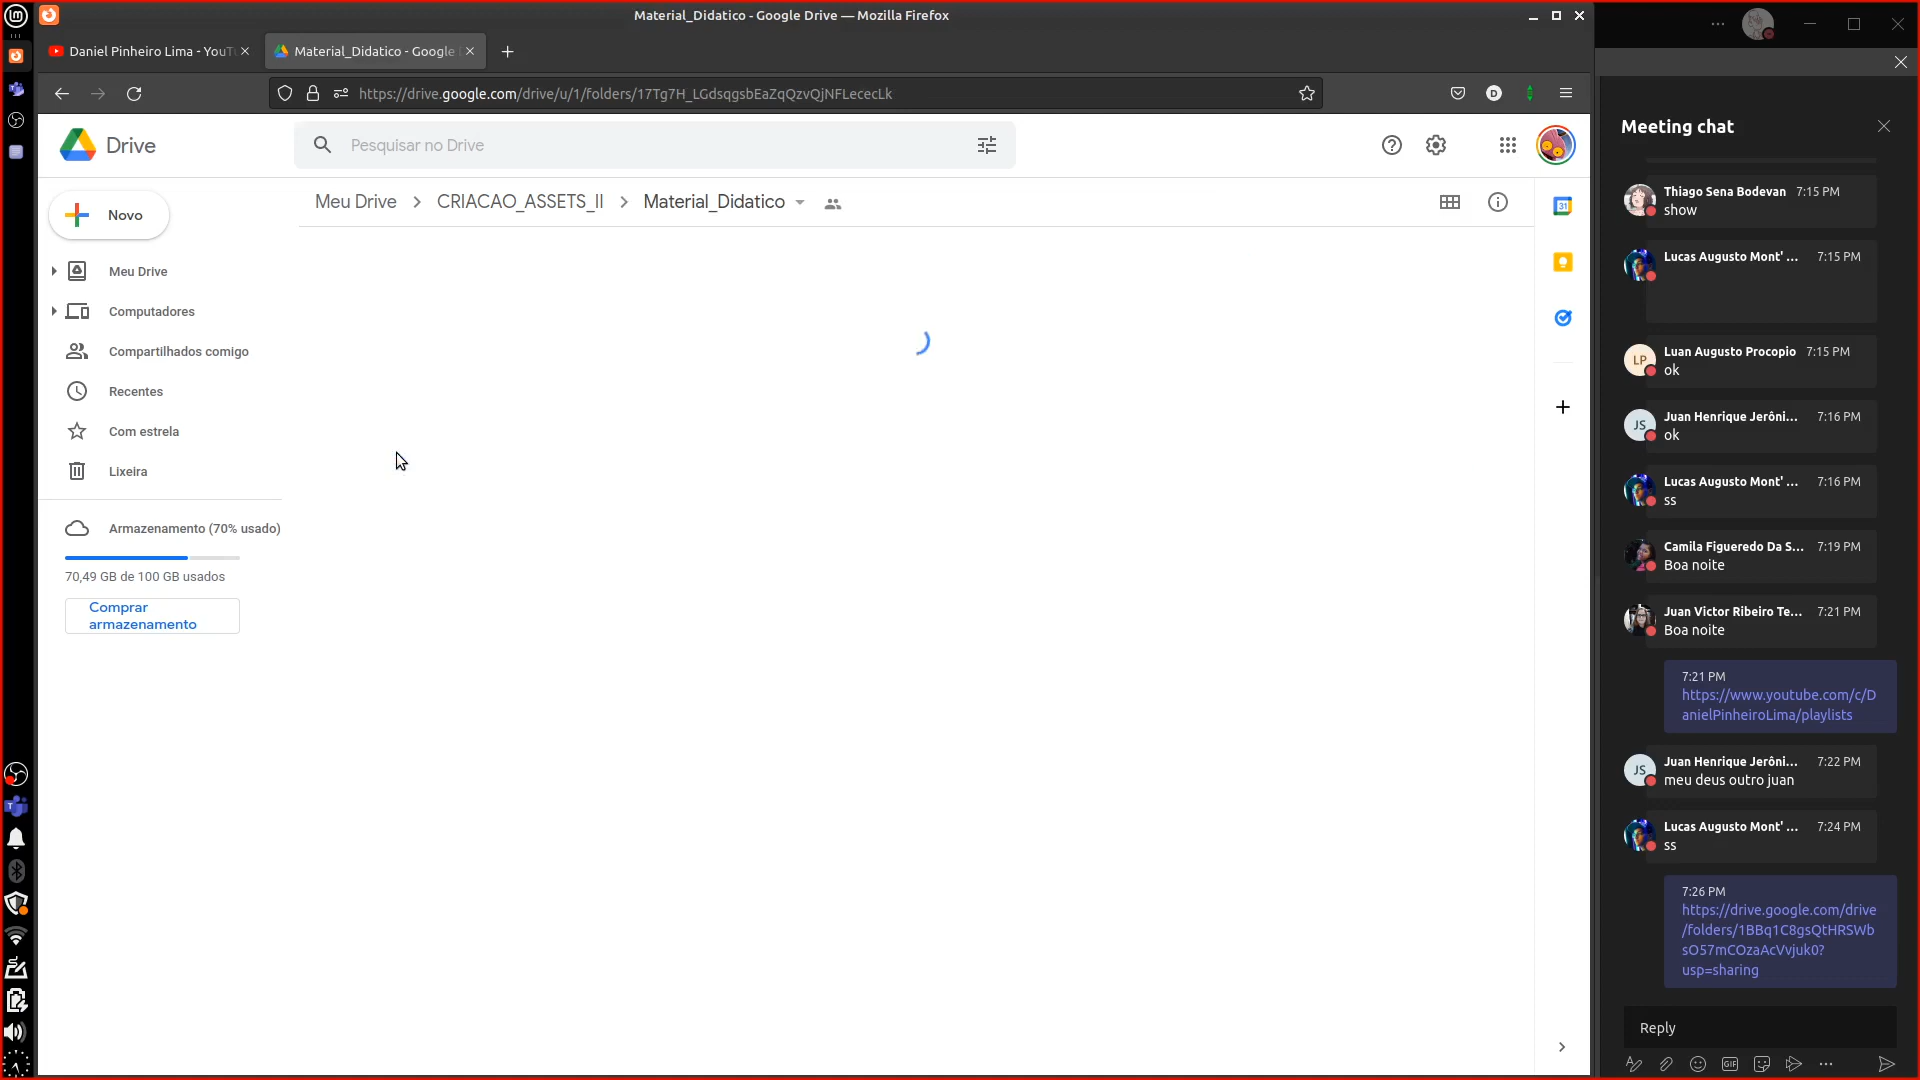 Material_Didatico - Google Drive — Mozilla Firefox
Daniel Pinheiro Lima - YouT
Material_Didatico - Google
https://drive.google.com/drive/u/1/folders/17Tg7H_LGdsqgsbEaZqQzvQjNFLececLk
Drive
Pesquisar no Drive
Novo
Meu Drive
Computadores
Compartilhados comigo
Recentes
Com estrela
Lixeira
Armazenamento (70% usado)
70,49 GB de 100 GB usados
Comprar
armazenamento
Meu Drive > CRIACAO_ASSETS_II > Material_Didatico
31
Meeting chat
Thiago Sena Bodevan 7:15 PM
show
Lucas Augusto Mont' ... 7:15 PM
LP
Luan Augusto Procopio 7:15 PM
ok
JS
Juan Henrique Jerôni... 7:16 PM
ok
Lucas Augusto Mont' ... 7:16 PM
ss
Camila Figueredo Da S... 7:19 PM
Boa noite
Juan Victor Ribeiro Te... 7:21 PM
Boa noite
7:21 PM
https://www.youtube.com/c/D
anielPinheiroLima/playlists
JS
Juan Henrique Jerôni... 7:22 PM
meu deus outro juan
Lucas Augusto Mont' ... 7:24 PM
ss
7:26 PM
https://drive.google.com/drive
/folders/1BBq1C8gsQtHRSWb
sO57mCOzaAcVvjuk0?
usp=sharing
Reply
GIF